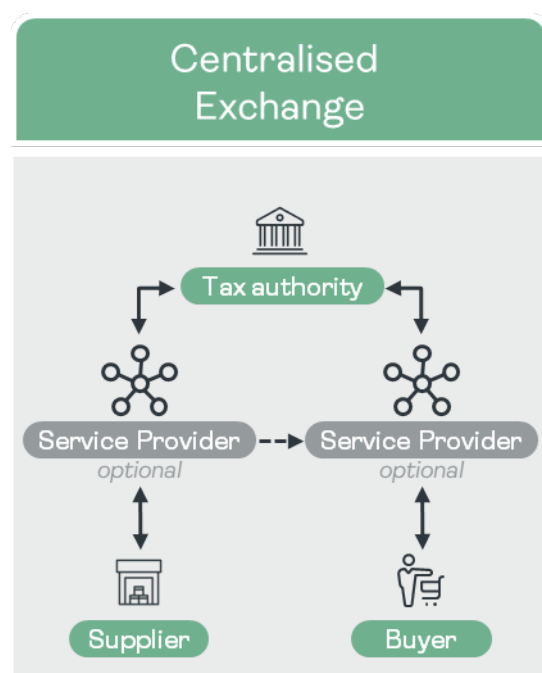 Centralised
Exchange
Tax authority
Service Provider
Service Provider
optional
optional
Supplier
Buyer